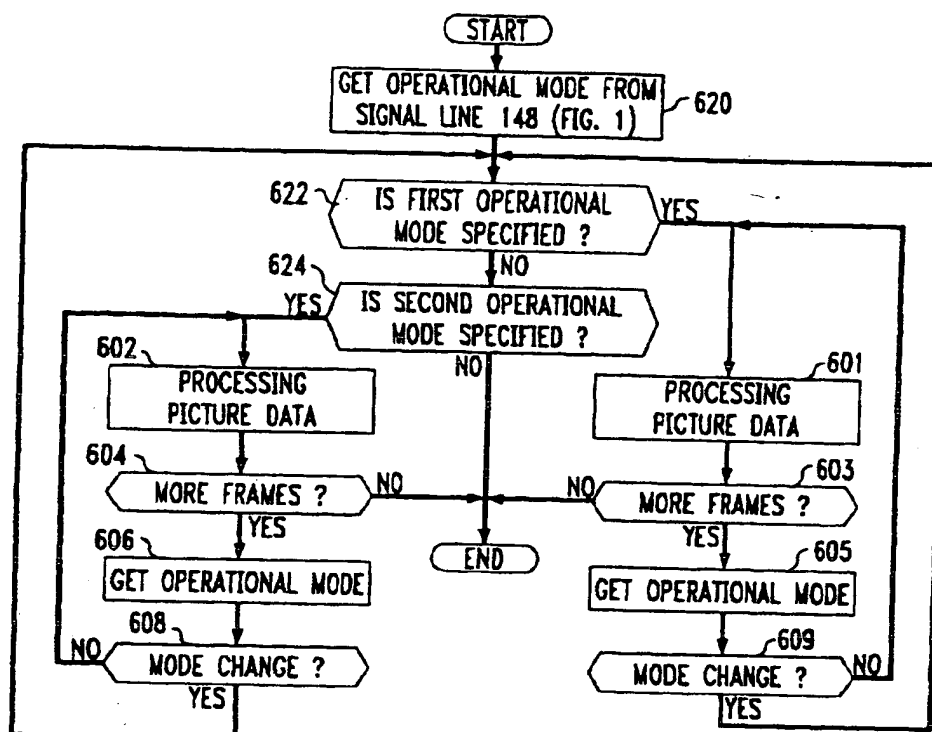 START
GET OPERATIONAL MODE FROM
SIGNAL LINE 148 (FIG. 1)
620
622
IS FIRST OPERATIONAL
MODE SPECIFIED ?
YES
NO
624
YES
IS SECOND OPERATIONAL
MODE SPECIFIED ?
NO
602
PROCESSING
PICTURE DATA
601
PROCESSING
PICTURE DATA
604
MORE FRAMES ?
NO
YES
603
NO
MORE FRAMES ?
YES
END
606
GET OPERATIONAL MODE
605
GET OPERATIONAL MODE
608
NO
MODE CHANGE ?
YES
609
MODE CHANGE ?
NO
YES